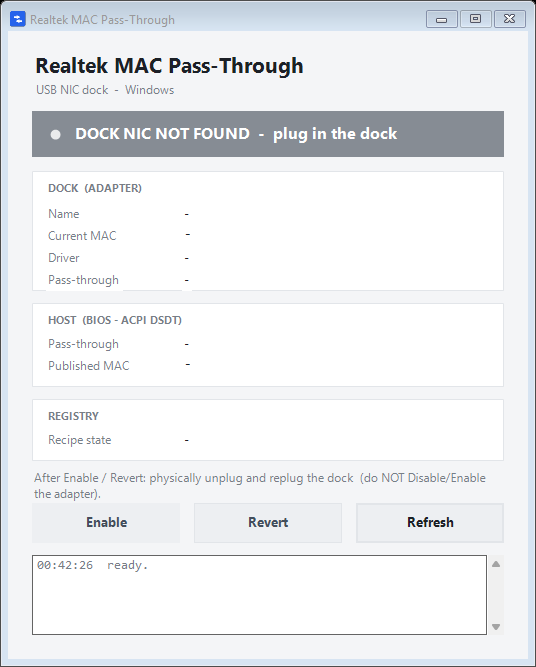 Realtek MAC Pass-Through
Realtek MAC Pass-Through
USB NIC dock - Windows
DOCK NIC NOT FOUND - plug in the dock
DOCK (ADAPTER)
Name -
Current MAC -
Driver -
Pass-through -
HOST (BIOS - ACPI DSDT)
Pass-through -
Published MAC -
REGISTRY
Recipe state -
After Enable / Revert: physically unplug and replug the dock (do NOT Disable/Enable
the adapter).
Enable Revert Refresh
00:42:26 ready.